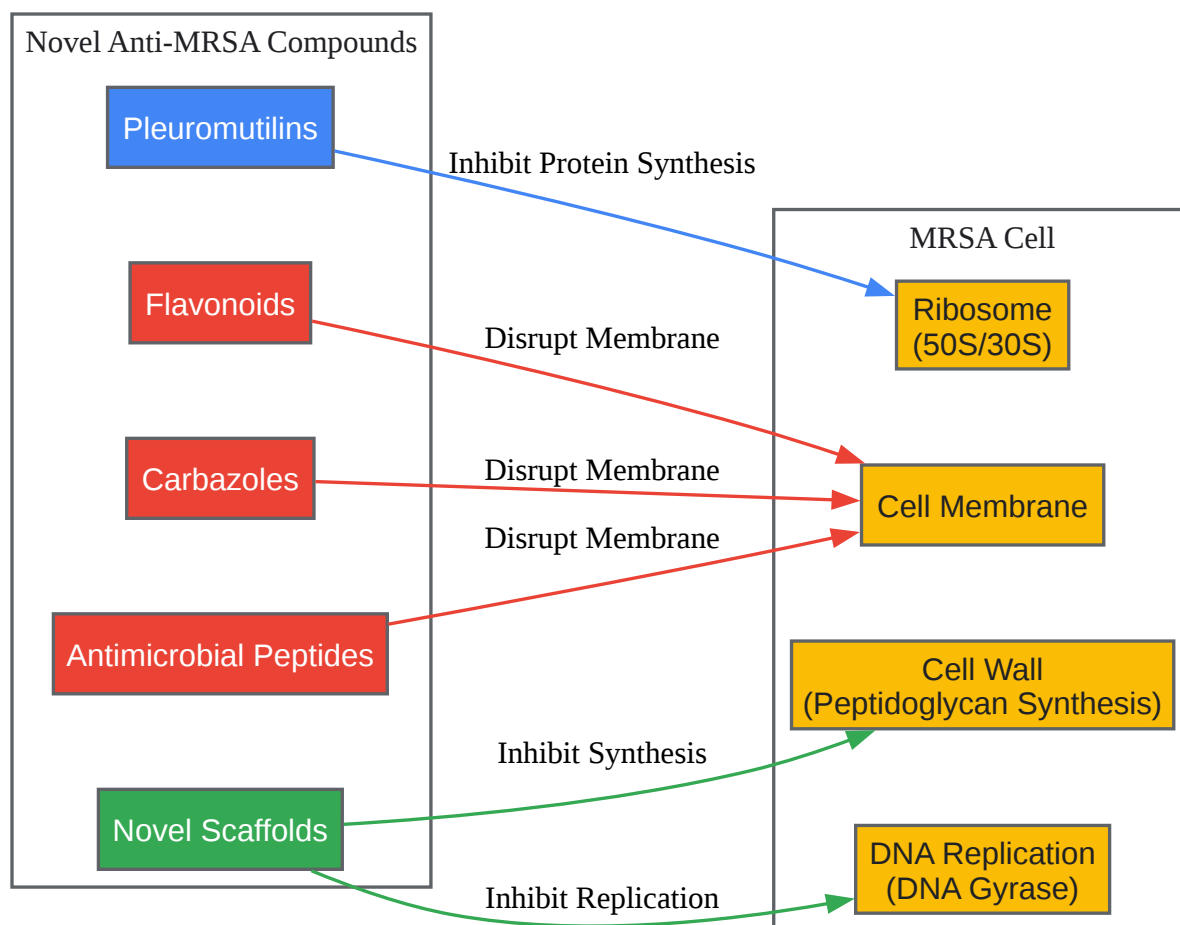 Novel Anti-MRSA Compounds
Pleuromutilins
Flavonoids
Carbazoles
Antimicrobial Peptides
Novel Scaffolds
Inhibit Protein Synthesis
Disrupt Membrane
Disrupt Membrane
Disrupt Membrane
Inhibit Synthesis
Inhibit Replication
MRSA Cell
Ribosome
(50S/30S)
Cell Membrane
Cell Wall
(Peptidoglycan Synthesis)
DNA Replication
(DNA Gyrase)